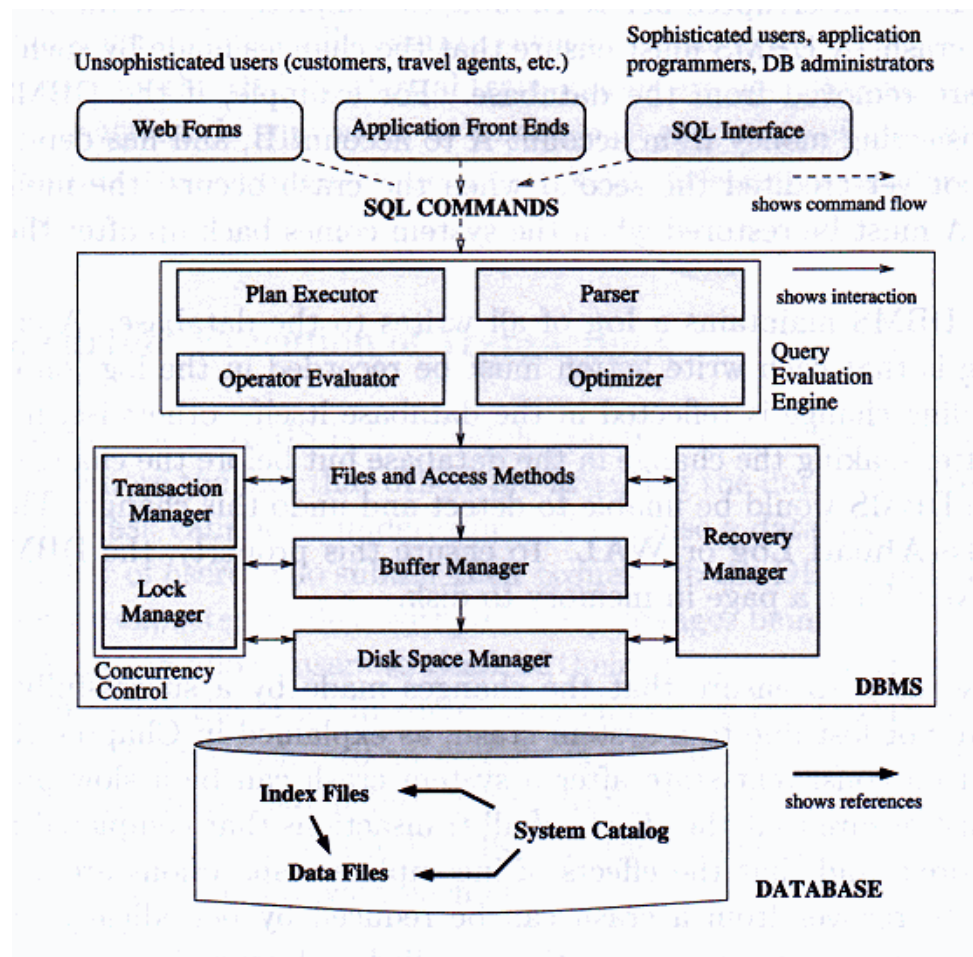 Unsophisticated users (customers, travel agents, etc.)
Sophisticated users, application
programmers, DB administrators
Web Forms
Application Front Ends
SQL Interface
SQL COMMANDS
shows command flow
Plan Executor
Parser
shows interaction
Operator Evaluator
Optimizer
Query
Evaluation
Engine
Files and Access Methods
Transaction
Manager
Buffer Manager
Recovery
Manager
Lock
Manager
Disk Space Manager
Concurrency
Control
DBMS
Index Files
shows references
System Catalog
Data Files
DATABASE